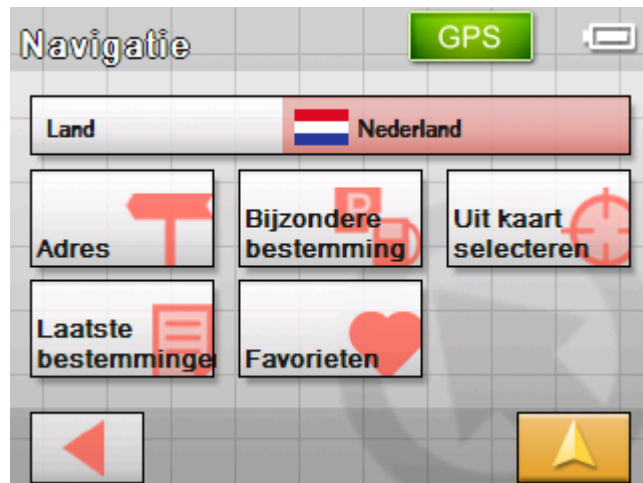 Navigatie
GPS
Land
Nederland
Adres
Bijzondere
bestemming
Uit kaart
selecteren
Laatste
bestemminge
Favorieten